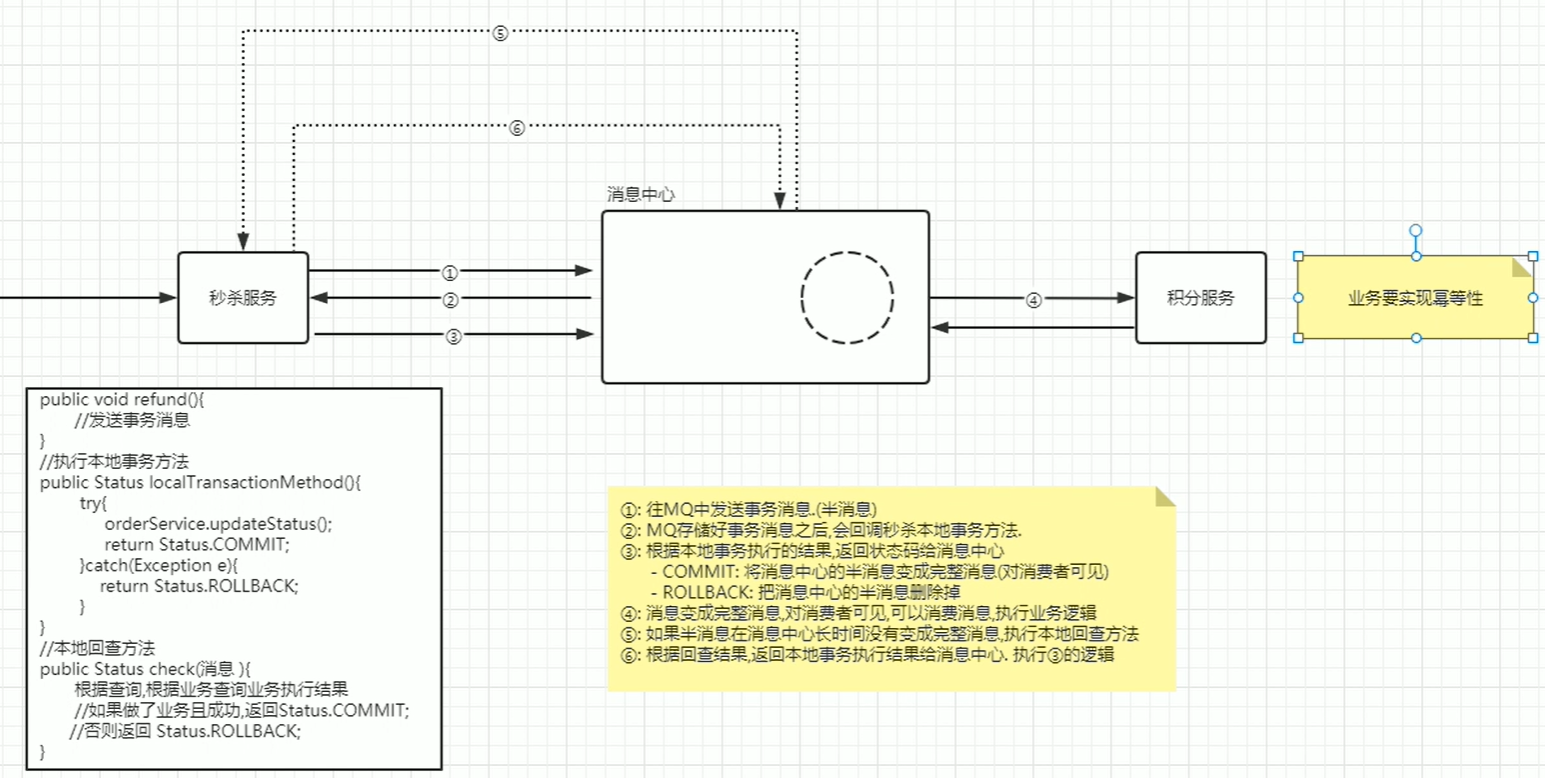 ⑤
⑥
消息中心
秒杀服务
①
②
③
④
积分服务
业务要实现幂等性
public void refund(){
//发送事务消息
}
//执行本地事务方法
public Status localTransactionMethod(){
try{
orderService.updateStatus();
return Status.COMMIT;
}catch(Exception e){
return Status.ROLLBACK;
}
}
//本地回查方法
public Status check(消息 ){
根据查询,根据业务查询业务执行结果
//如果做了业务且成功,返回Status.COMMIT;
//否则返回 Status.ROLLBACK;
}
①: 往MQ中发送事务消息.(半消息)
②: MQ存储好事务消息之后,会回调秒杀本地事务方法.
③: 根据本地事务执行的结果,返回状态码给消息中心
- COMMIT: 将消息中心的半消息变成完整消息(对消费者可见)
- ROLLBACK: 把消息中心的半消息删除掉
④: 消息变成完整消息,对消费者可见,可以消费消息,执行业务逻辑
⑤: 如果半消息在消息中心长时间没有变成完整消息,执行本地回查方法
⑥: 根据回查结果,返回本地事务执行结果给消息中心. 执行③的逻辑